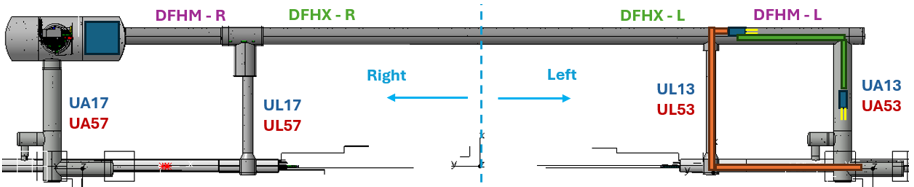 DFHM - R
DFHX - R
DFHX - L
DFHM - L
Right
Left
UA17
UA57
UL17
UL57
UL13
UL53
UA13
UA53